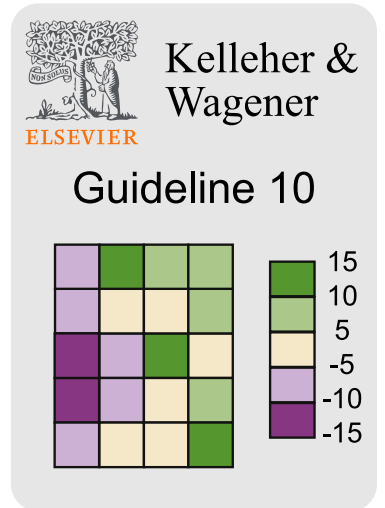 NON SOLUS
ELSEVIER
Kelleher &
Wagener
Guideline 10
15
10
5
-5
-10
-15